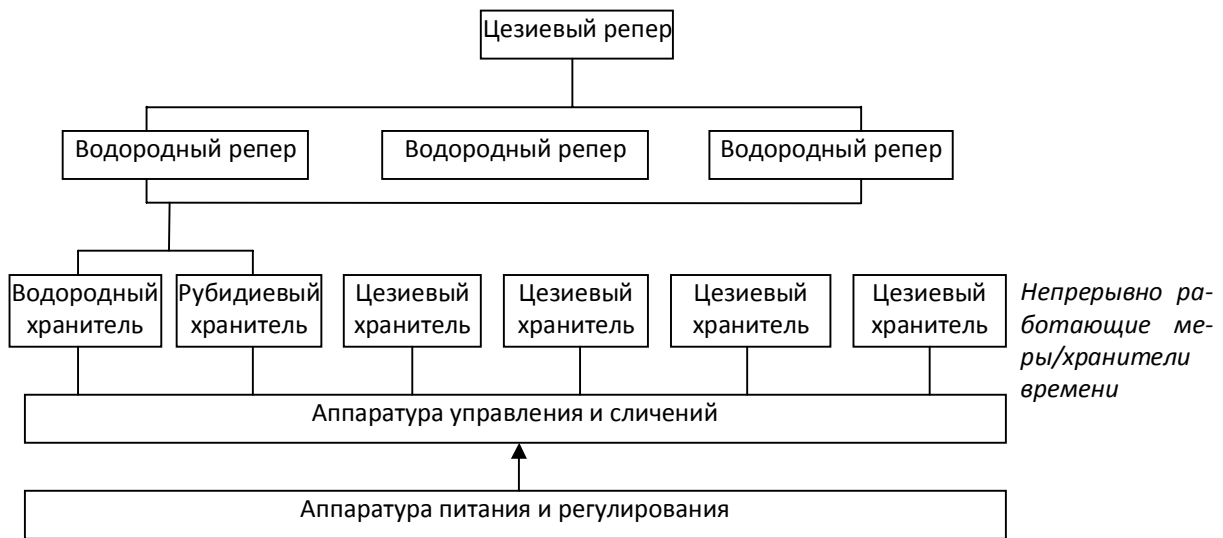 Цезиевый репер
Водородный репер
Водородный репер
Водородный репер
Водородный
хранитель
Рубидиевый
хранитель
Цезиевый
хранитель
Цезиевый
хранитель
Цезиевый
хранитель
Цезиевый
хранитель
Непрерывно ра-
ботающие ме-
ры/хранители
времени
Аппаратура управления и сличений
Аппаратура питания и регулирования